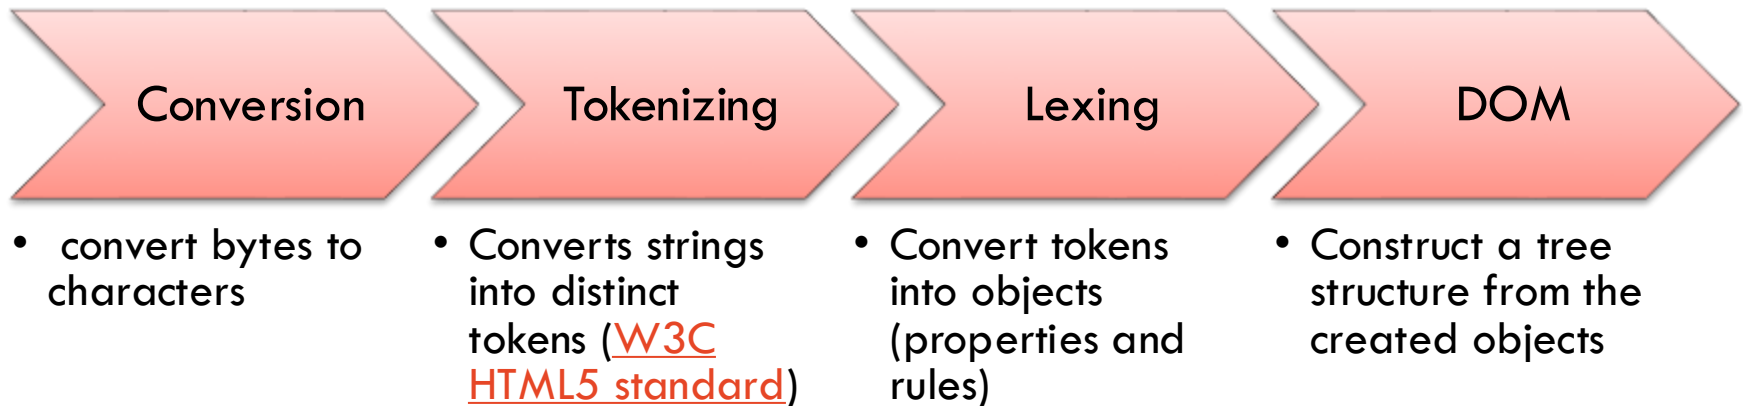 Conversion
• convert bytes to
characters
Tokenizing
• Converts strings
into distinct
tokens (W3C
HTML5 standard)
Lexing
• Convert tokens
into objects
(properties and
rules)
DOM
• Construct a tree
structure from the
created objects